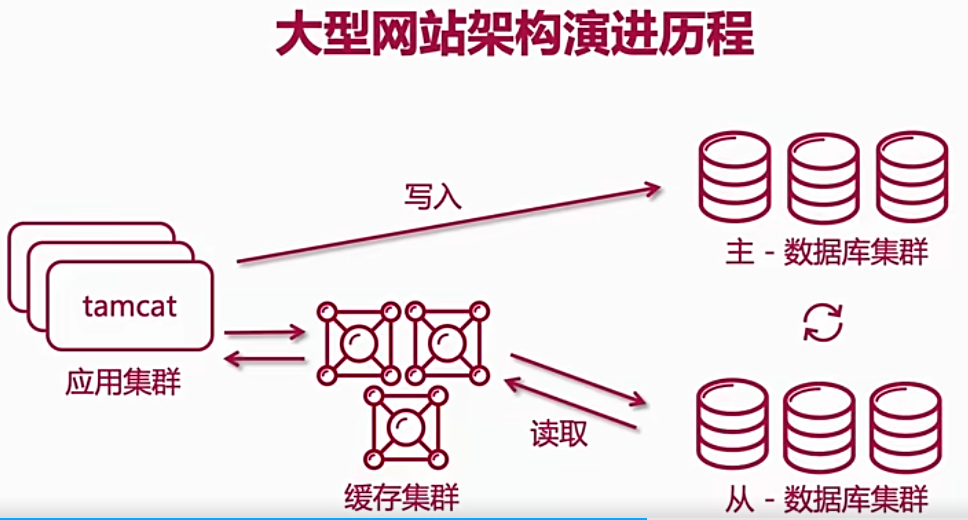 大型网站架构演进历程
写入
主 - 数据库集群
tamcat
应用集群
读取
缓存集群
从 - 数据库集群